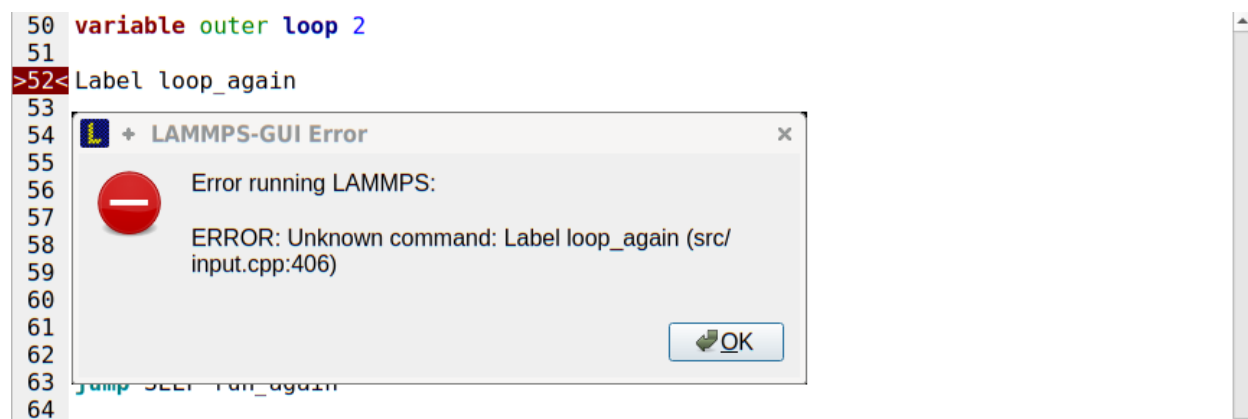 50 variable outer loop 2
51
>52< Label loop_again
53
54 LAMMPS-GUI Error
55
56 Error running LAMMPS:
57
58 ERROR: Unknown command: Label loop_again (src/
59 input.cpp:406)
60
61
62 OK
63 jump SELF run_again
64